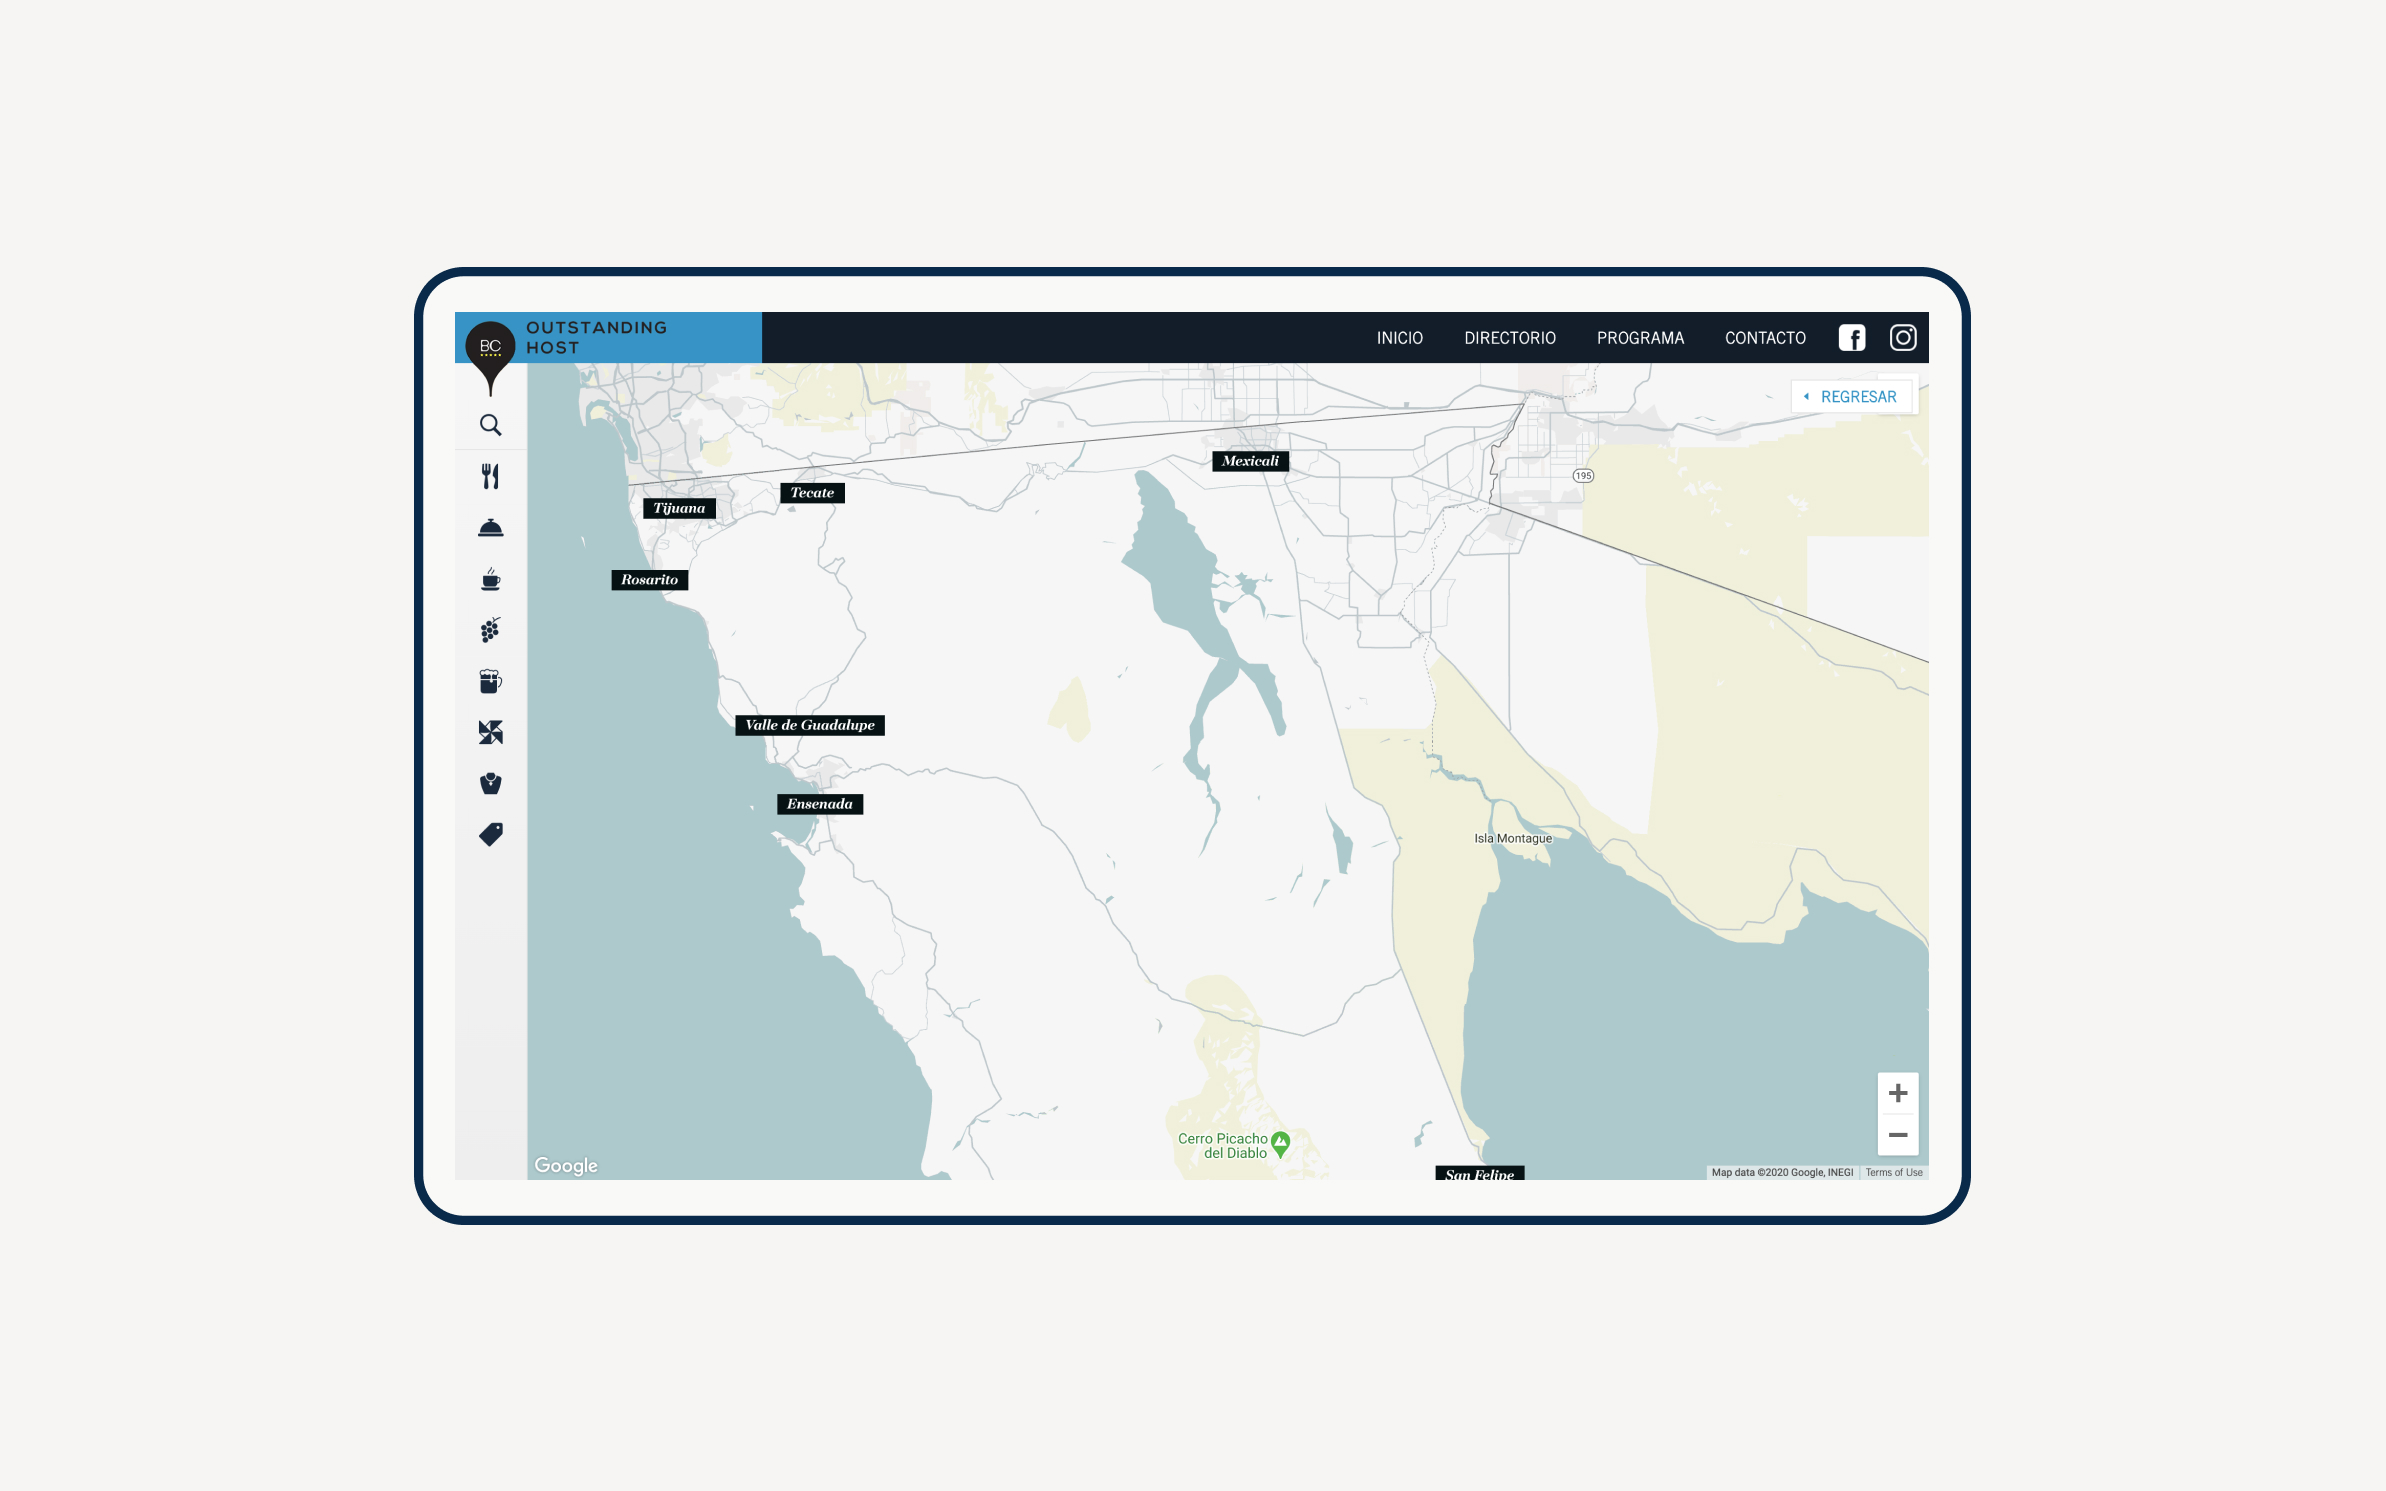 OUTSTANDING
HOST
BC
INICIO DIRECTORIO PROGRAMA CONTACTO
REGRESAR
Mexicali
195
Tecate
Tijuana
Rosarito
Valle de Guadalupe
Ensenada
Isla Montague
Cerro Picacho
del Diablo
Google
San Felipe
Map data ©2020 Google, INEGI Terms of Use